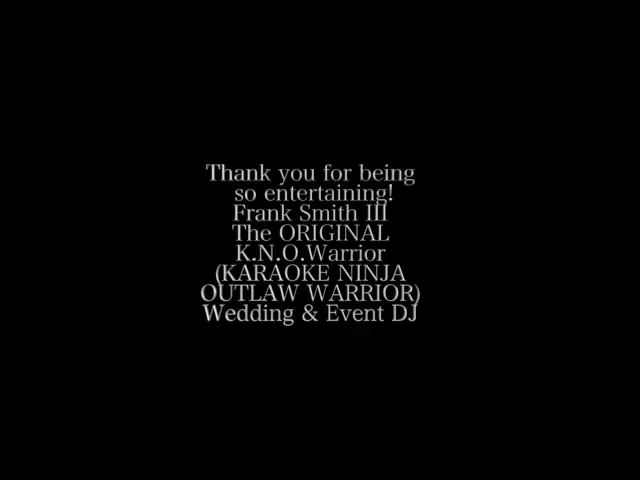 Thank you for being
so entertaining!
Frank Smith III
The ORIGINAL
K.N.O.Warrior
(KARAOKE NINJA
OUTLAW WARRIOR)
Wedding & Event DJ